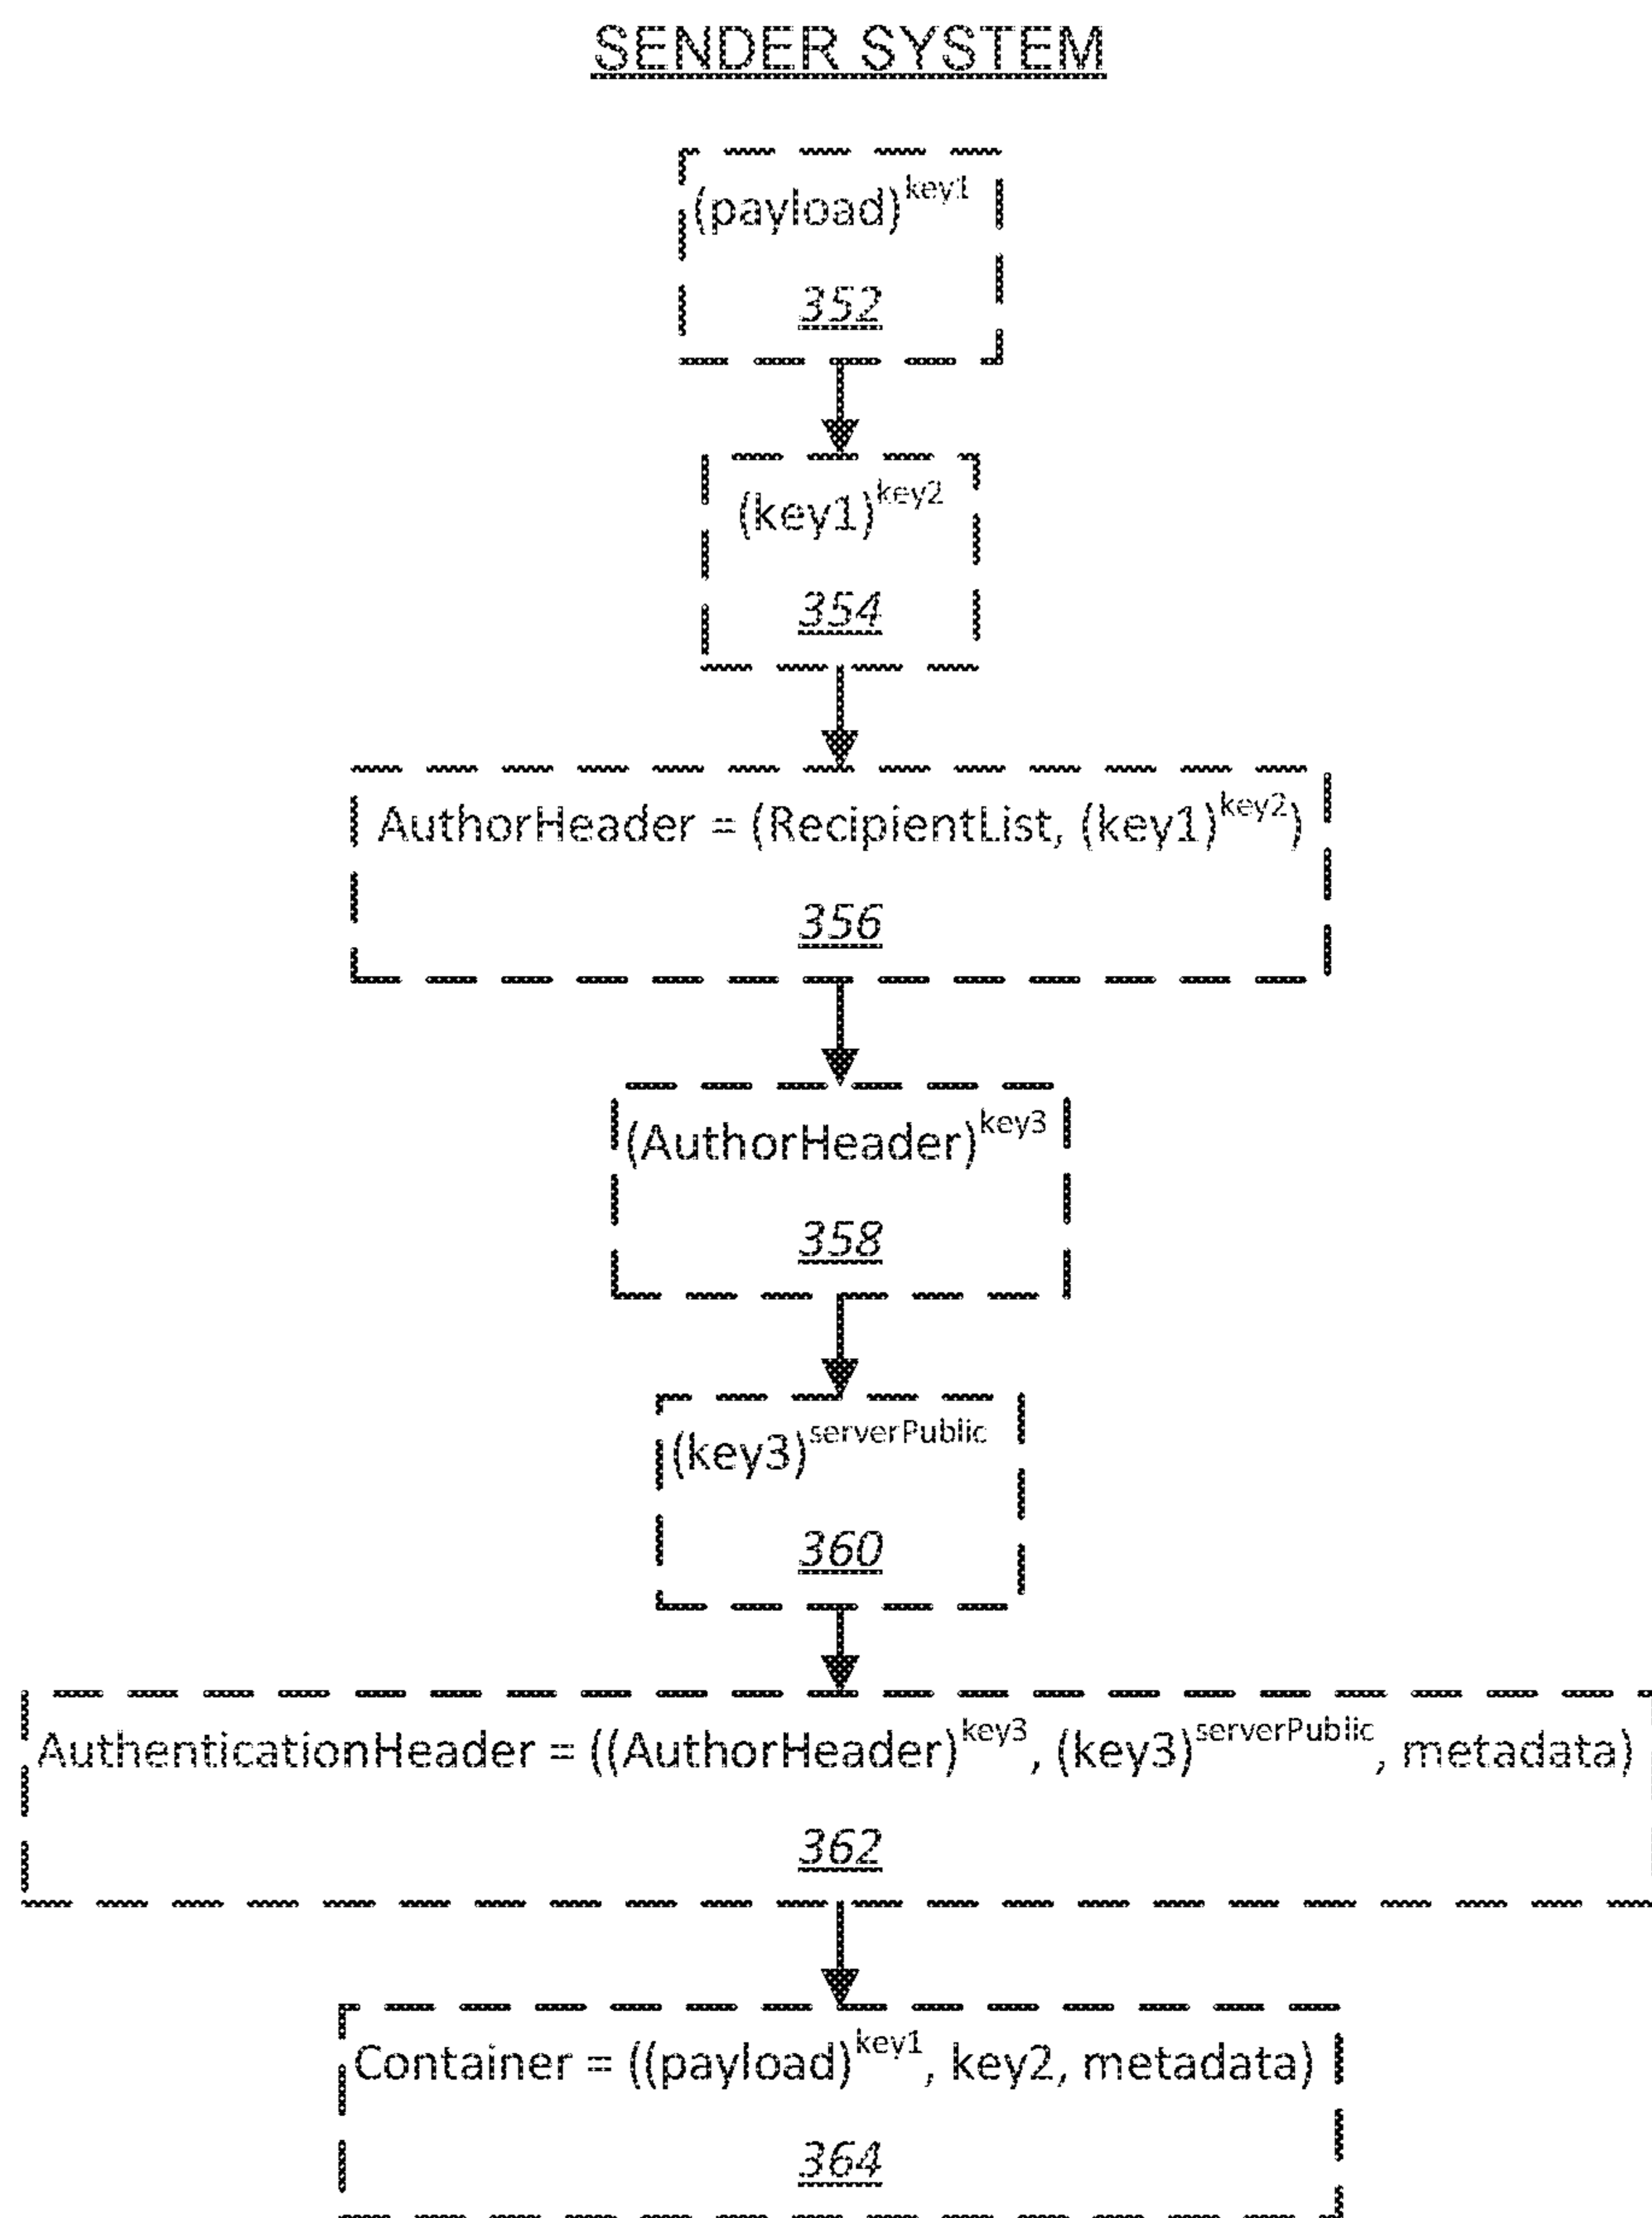 SENDER SYSTEM
(payload)^key1
352
(key1)^key2
354
AuthorHeader = (RecipientList, (key1)^key2)
356
(AuthorHeader)^key3
358
(key3)^serverPublic
360
AuthenticationHeader = ((AuthorHeader)^key3, (key3)^serverPublic, metadata)
362
Container = ((payload)^key1, key2, metadata)
364